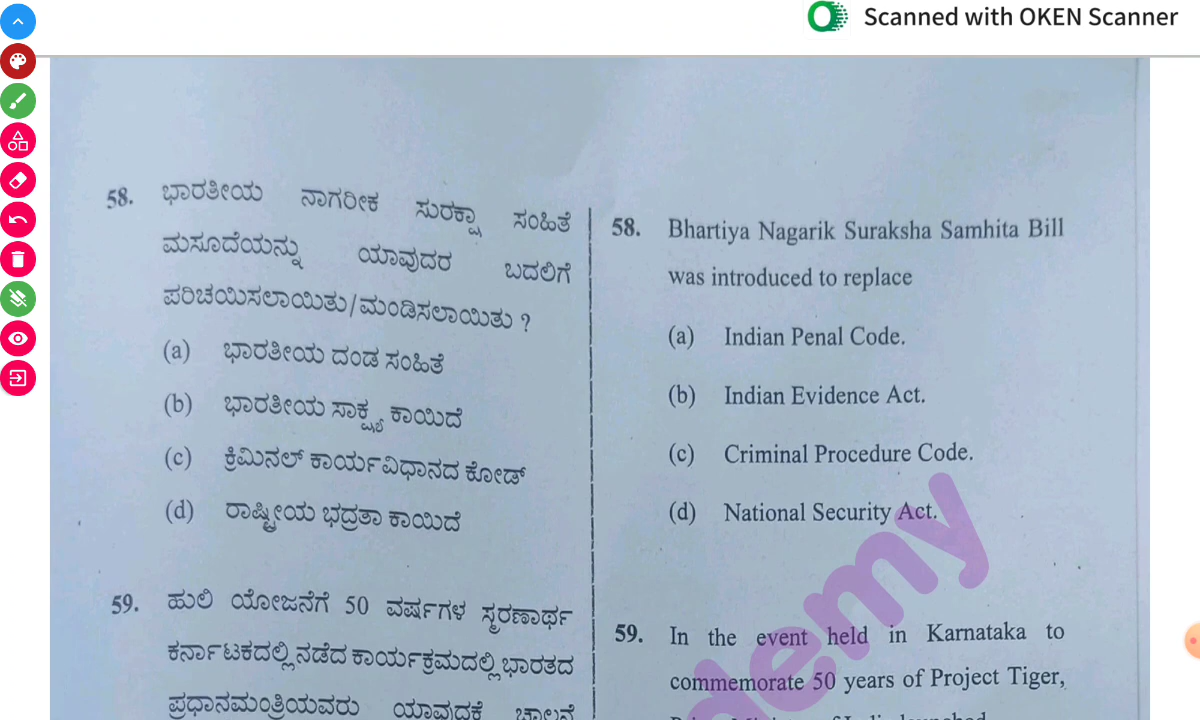 Scanned with OKEN Scanner
58. ಭಾರತೀಯ ನಾಗರೀಕ ಸುರಕ್ಷಾ ಸಂಹಿತೆ
ಮಸೂದೆಯನ್ನು ಯಾವುದರ ಬದಲಿಗೆ
ಪರಿಚಯಿಸಲಾಯಿತು/ಮಂಡಿಸಲಾಯಿತು ?
(a) ಭಾರತೀಯ ದಂಡ ಸಂಹಿತೆ
(b) ಭಾರತೀಯ ಸಾಕ್ಷ್ಯ ಕಾಯಿದೆ
(c) ಕ್ರಿಮಿನಲ್ ಕಾರ್ಯವಿಧಾನದ ಕೋಡ್
(d) ರಾಷ್ಟ್ರೀಯ ಭದ್ರತಾ ಕಾಯಿದೆ
59. ಹುಲಿ ಯೋಜನೆಗೆ 50 ವರ್ಷಗಳ ಸ್ಮರಣಾರ್ಥ
ಕರ್ನಾಟಕದಲ್ಲಿ ನಡೆದ ಕಾರ್ಯಕ್ರಮದಲ್ಲಿ ಭಾರತದ
ಪ್ರಧಾನಮಂತ್ರಿಯವರು ಯಾವುದಕ್ಕೆ ಚಾಲನೆ
58. Bhartiya Nagarik Suraksha Samhita Bill
was introduced to replace
(a) Indian Penal Code.
(b) Indian Evidence Act.
(c) Criminal Procedure Code.
(d) National Security Act.
59. In the event held in Karnataka to
commemorate 50 years of Project Tiger,
demy